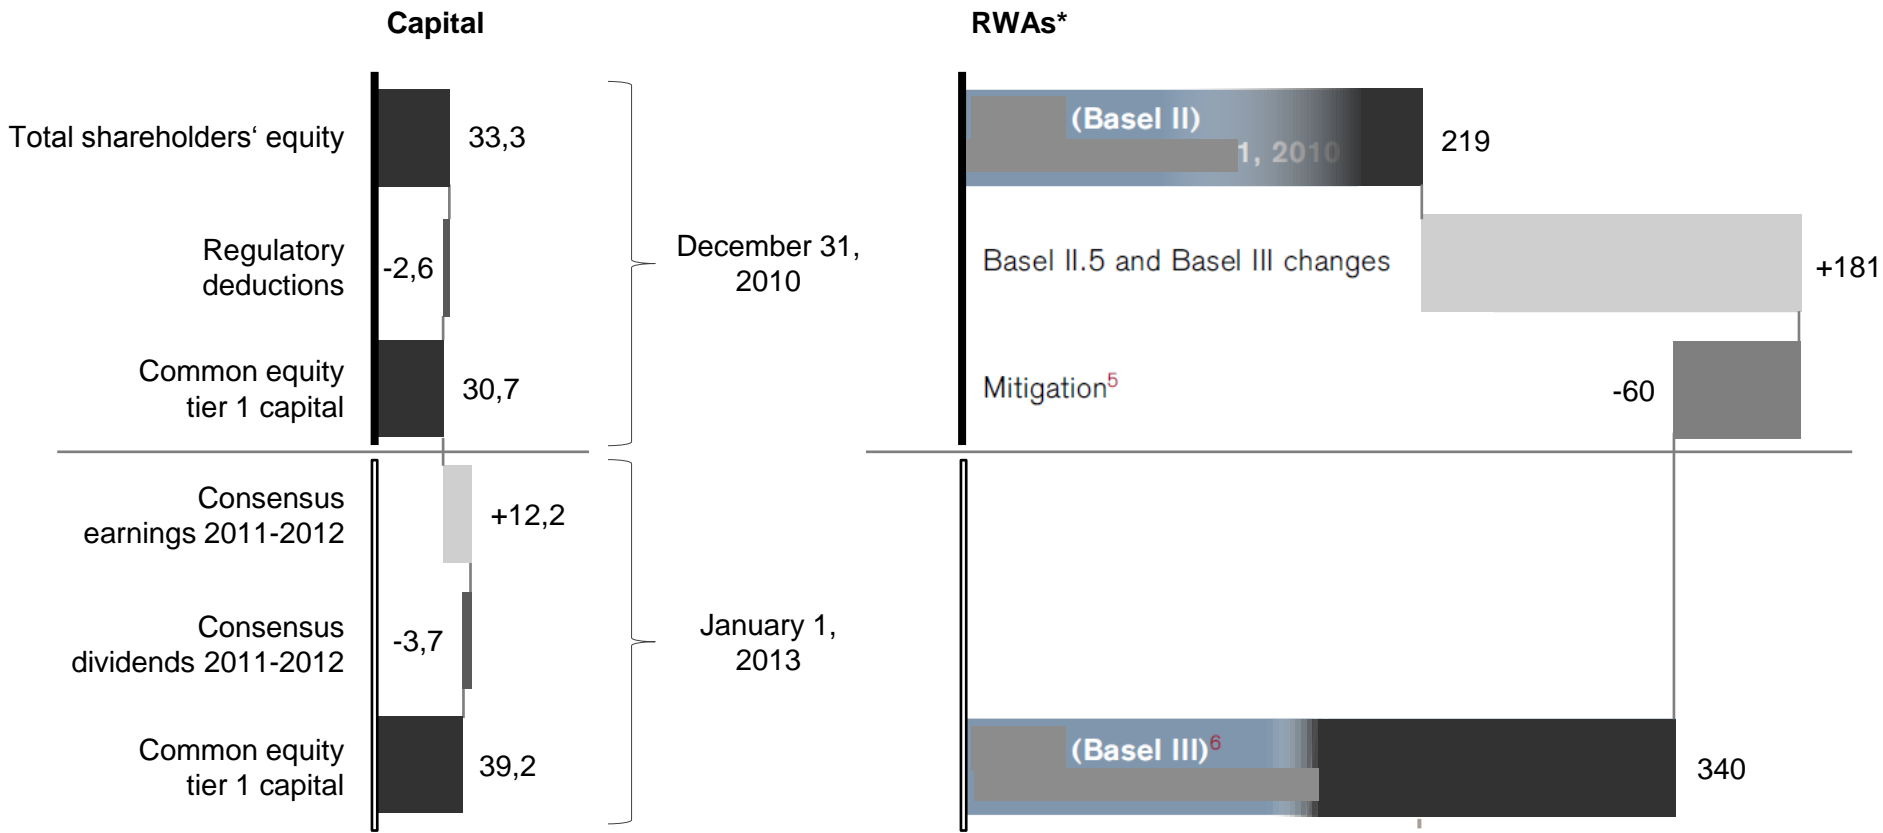 Capital
RWAs*
Total shareholders‘ equity
33,3
Regulatory
deductions
-2,6
Common equity
tier 1 capital
30,7
December 31,
2010
Consensus
earnings 2011-2012
+12,2
Consensus
dividends 2011-2012
-3,7
Common equity
tier 1 capital
39,2
January 1,
2013
(Basel II)
1, 2010
219
Basel II.5 and Basel III changes
+181
Mitigation5
-60
(Basel III)6
340